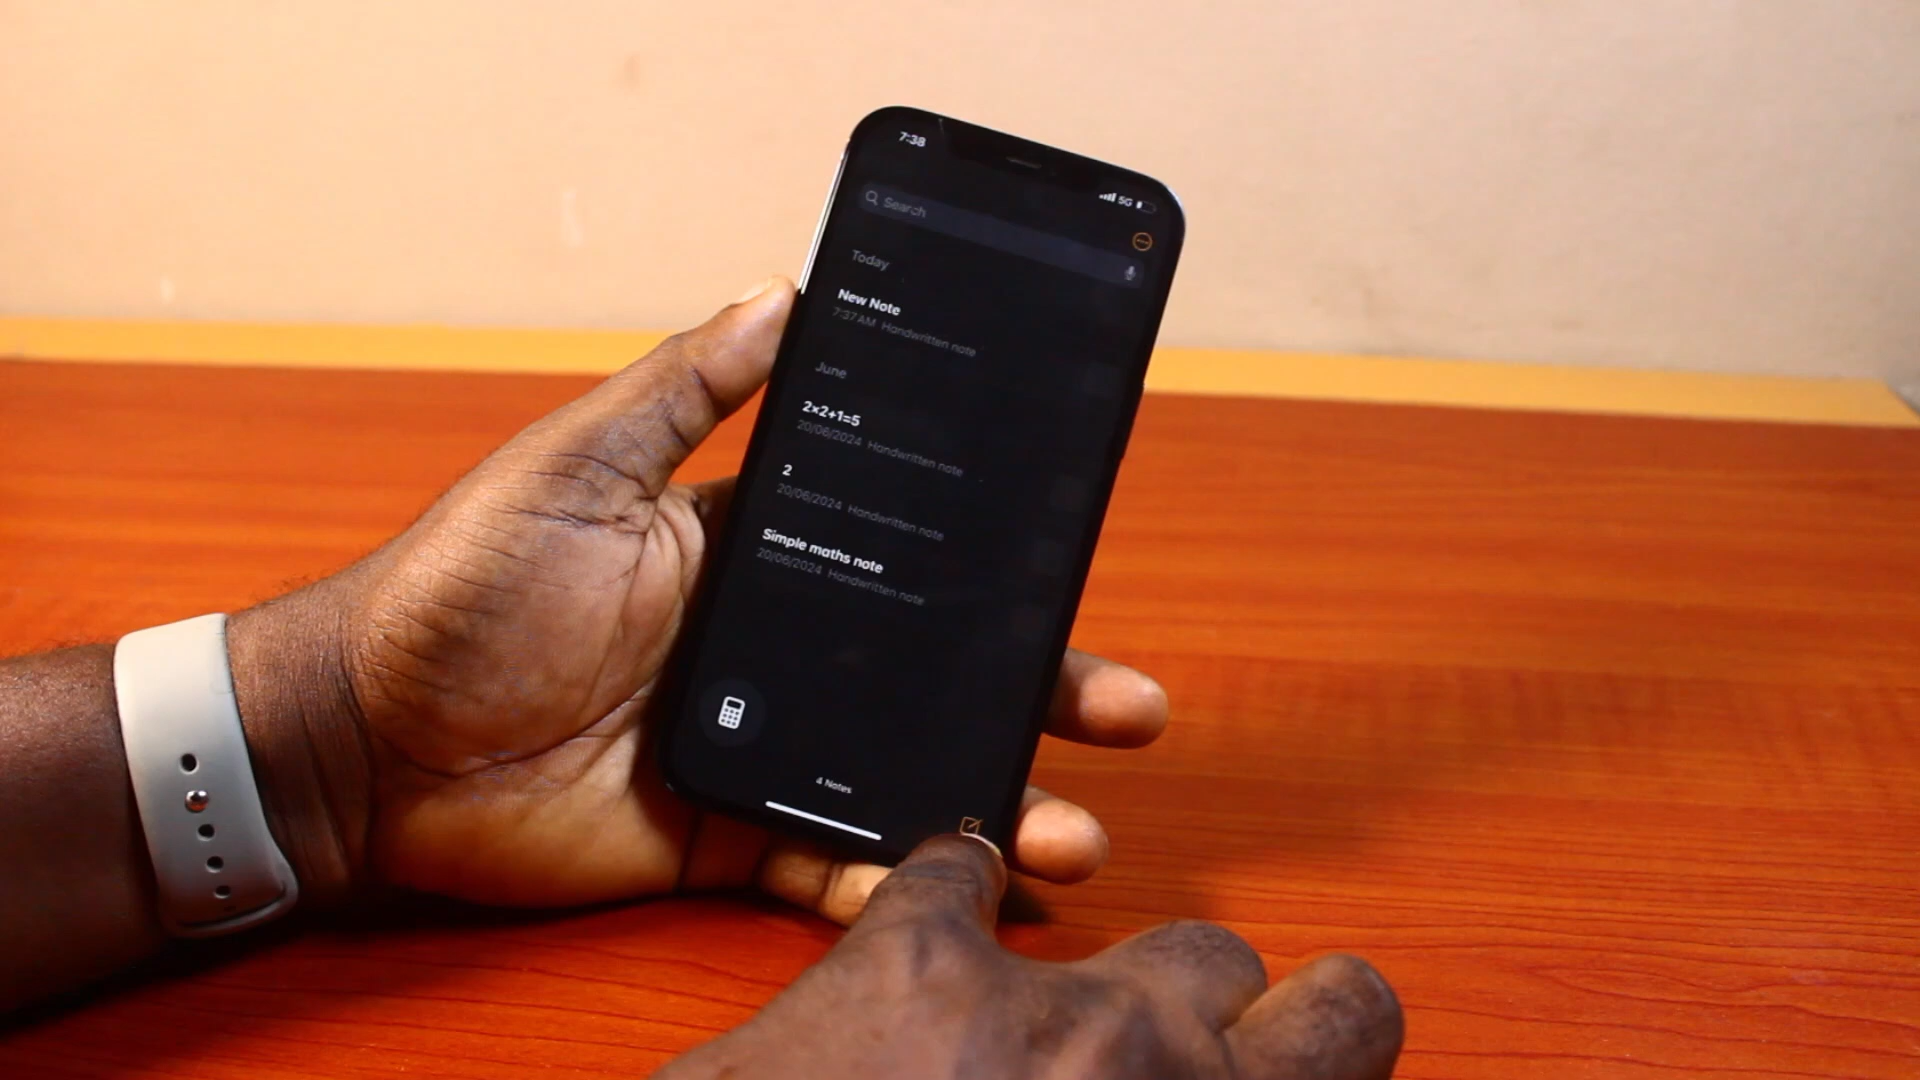 7:38
5G
Search
Today
New Note
7:37 AM Handwritten note
June
2×2+1=5
20/06/2024 Handwritten note
2
20/06/2024 Handwritten note
Simple maths note
20/06/2024 Handwritten note
4 Notes